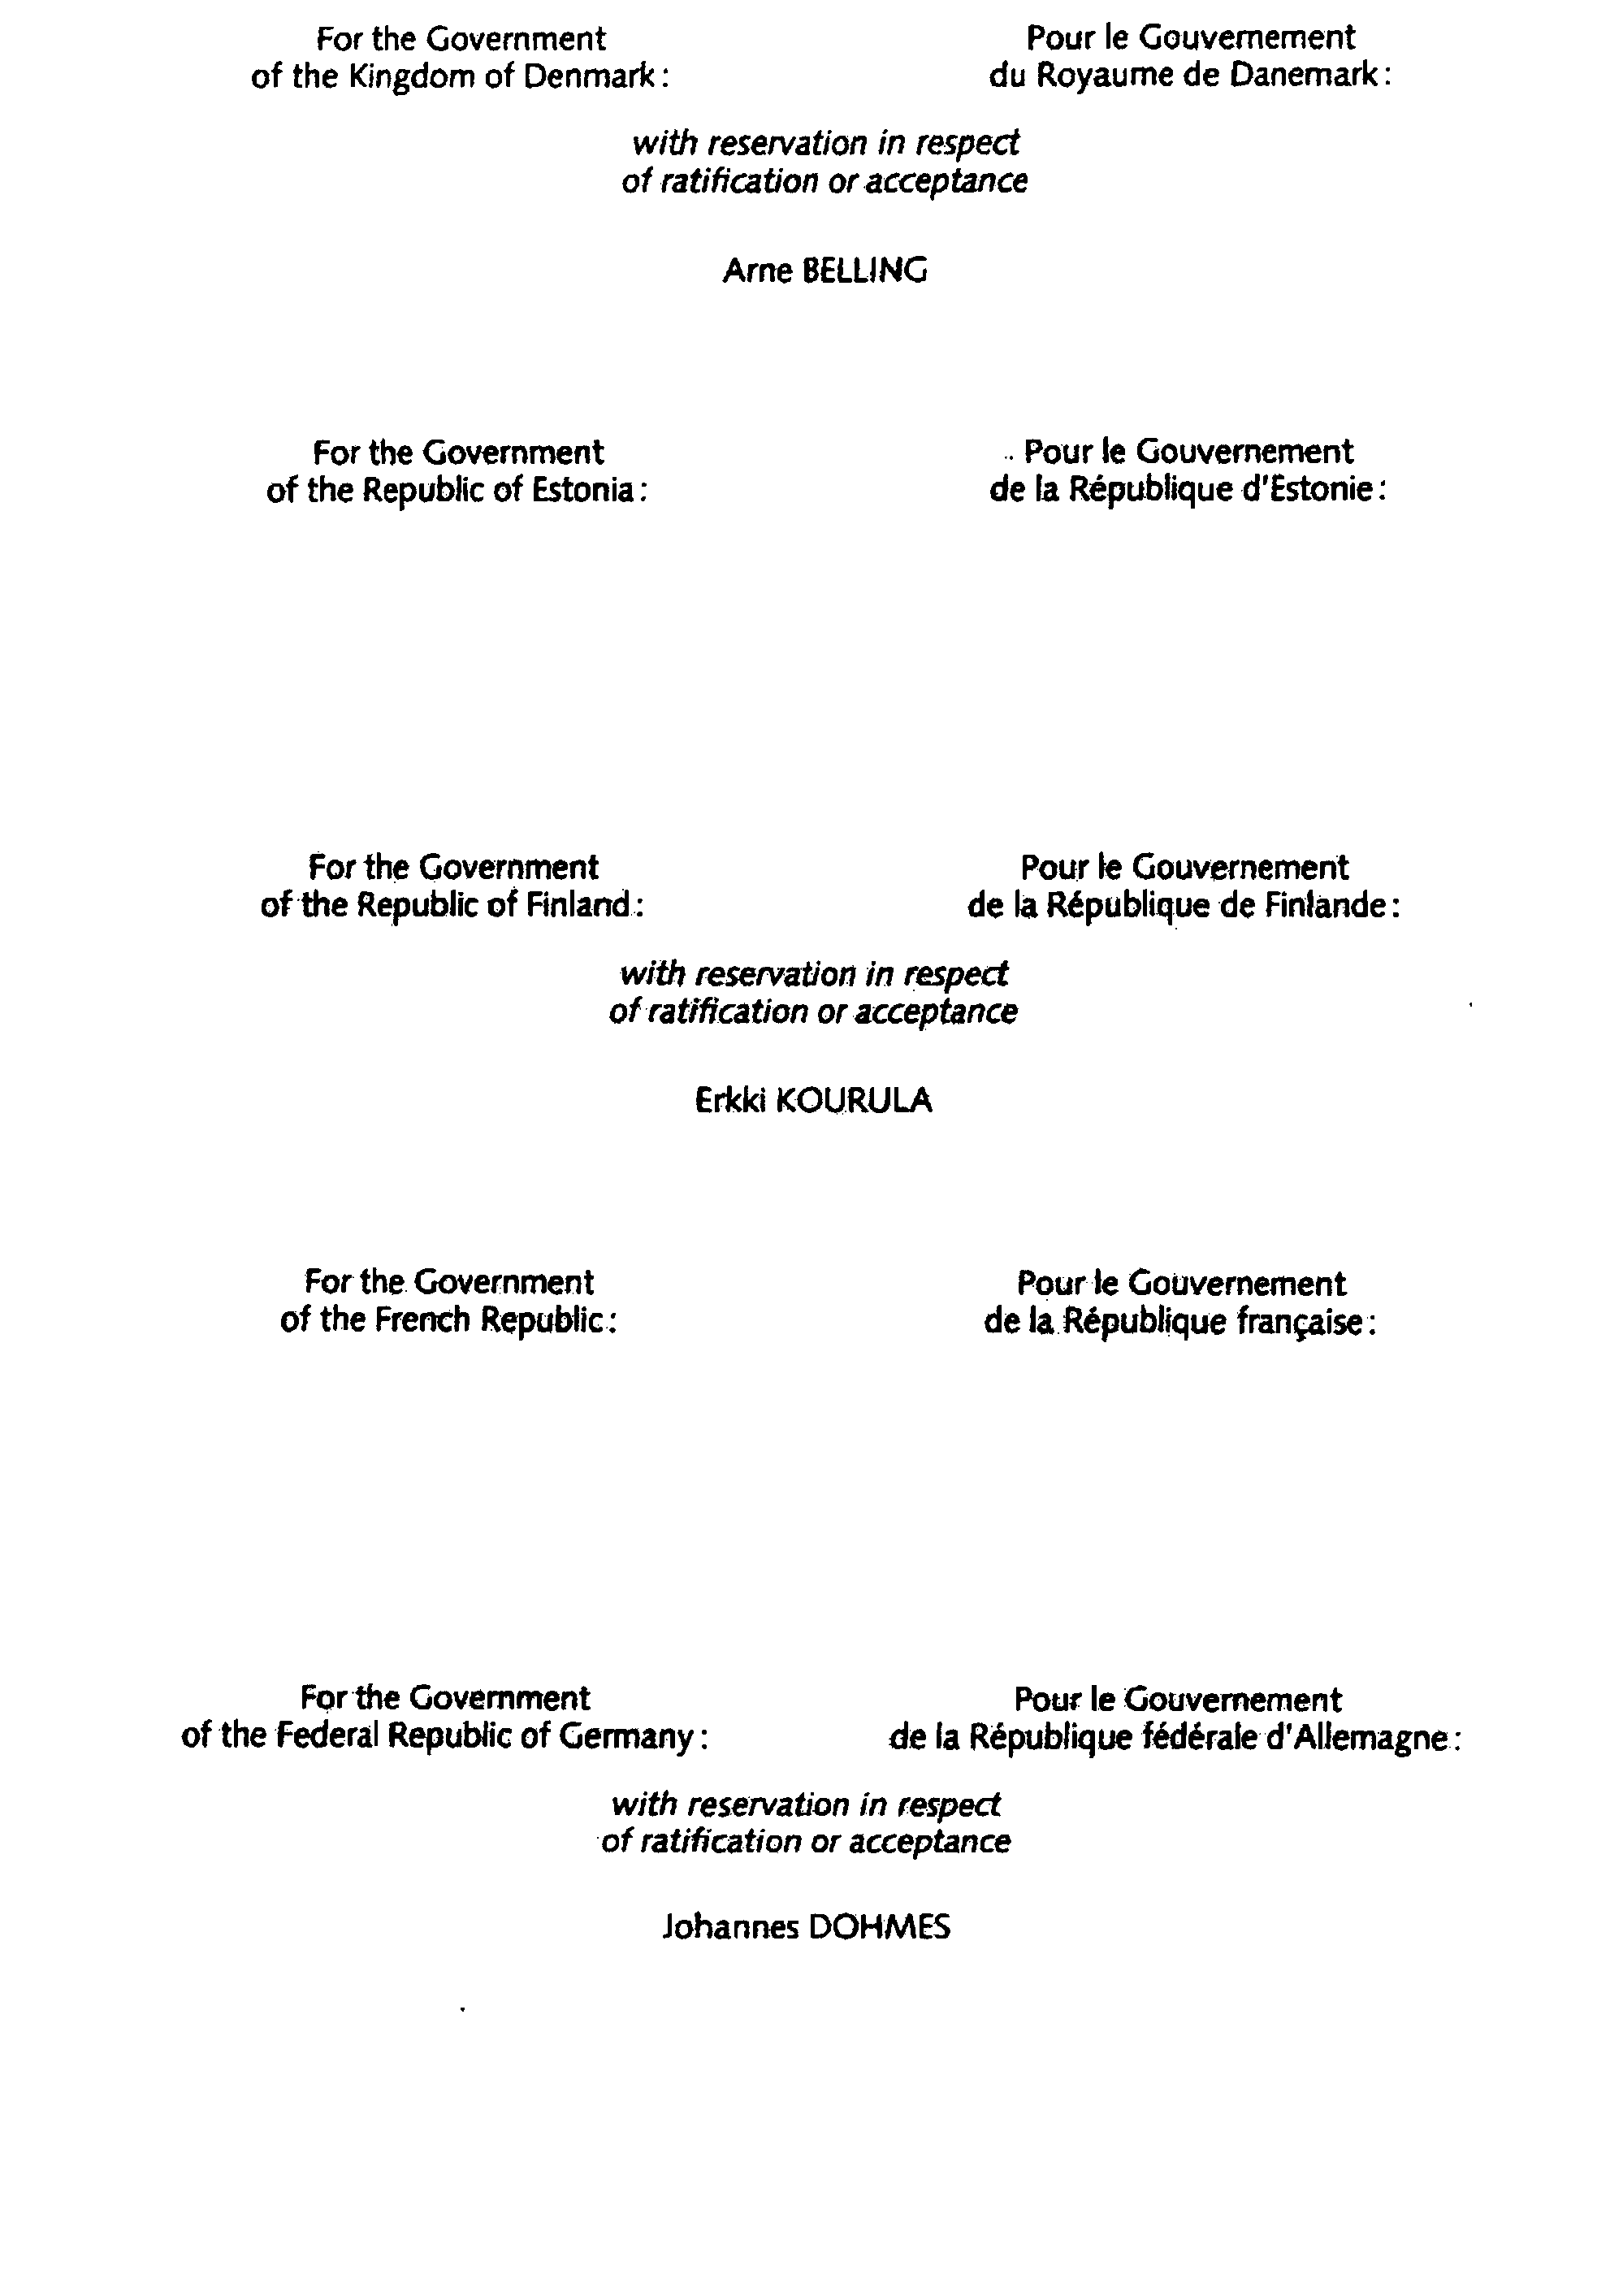 For the Government
of the Kingdom of Denmark :
Pour le Gouvernement
du Royaume de Danemark :
with reservation in respect
of ratification or acceptance
Arne BELLING
For the Government
of the Republic of Estonia :
Pour le Gouvernement
de la République d'Estonie :
For the Government
of the Republic of Finland :
Pour le Gouvernement
de la République de Finlande :
with reservation in respect
of ratification or acceptance
Erkki KOURULA
For the Government
of the French Republic :
Pour le Gouvernement
de la République française :
For the Government
of the Federal Republic of Germany :
Pour le Gouvernement
de la République fédérale d'Allemagne :
with reservation in respect
of ratification or acceptance
Johannes DOHMES